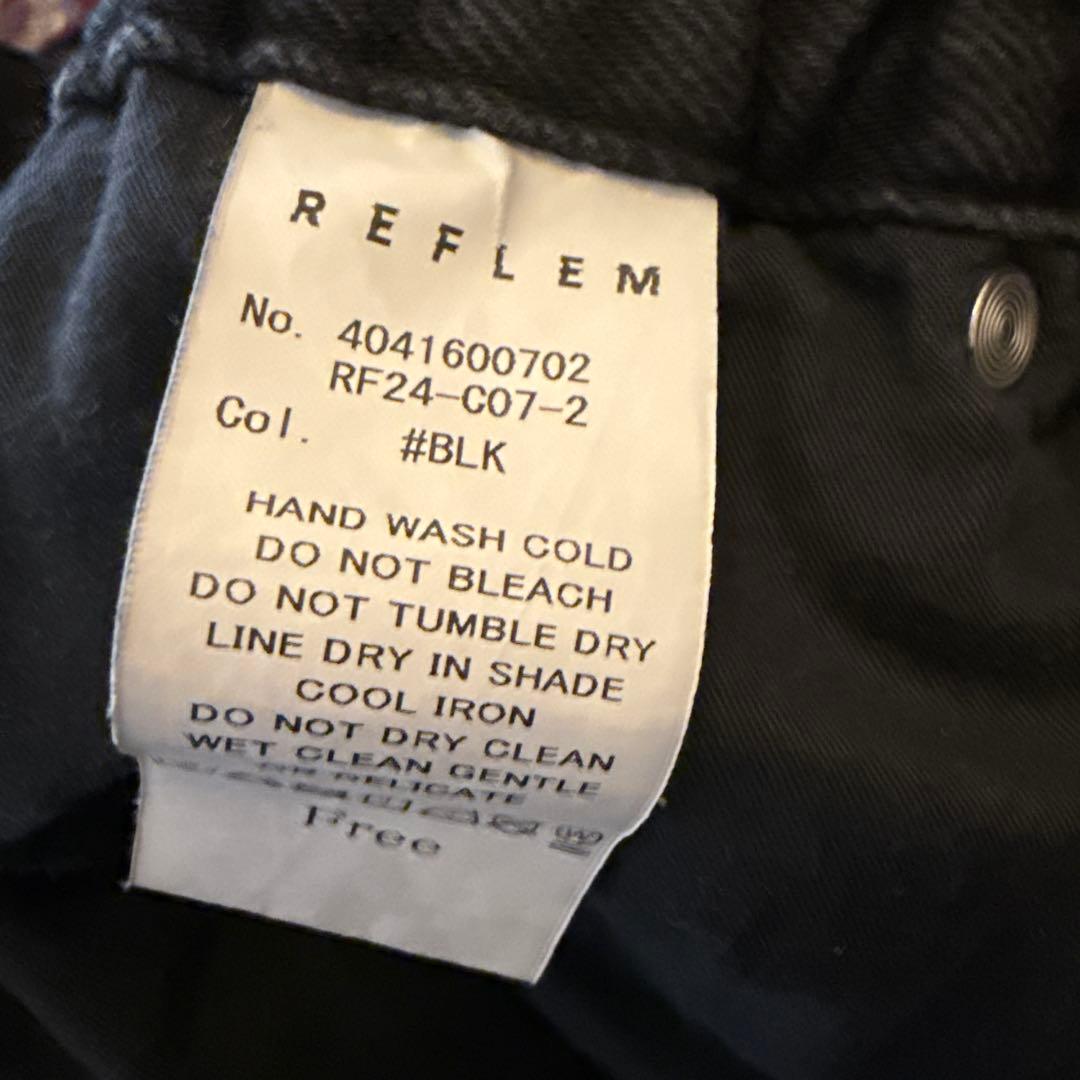 REFLEM
No. 4041600702
RF24-C07-2
Col. #BLK
HAND WASH COLD
DO NOT BLEACH
DO NOT TUMBLE DRY
LINE DRY IN SHADE
COOL IRON
DO NOT DRY CLEAN
WET CLEAN GENTLE
Free